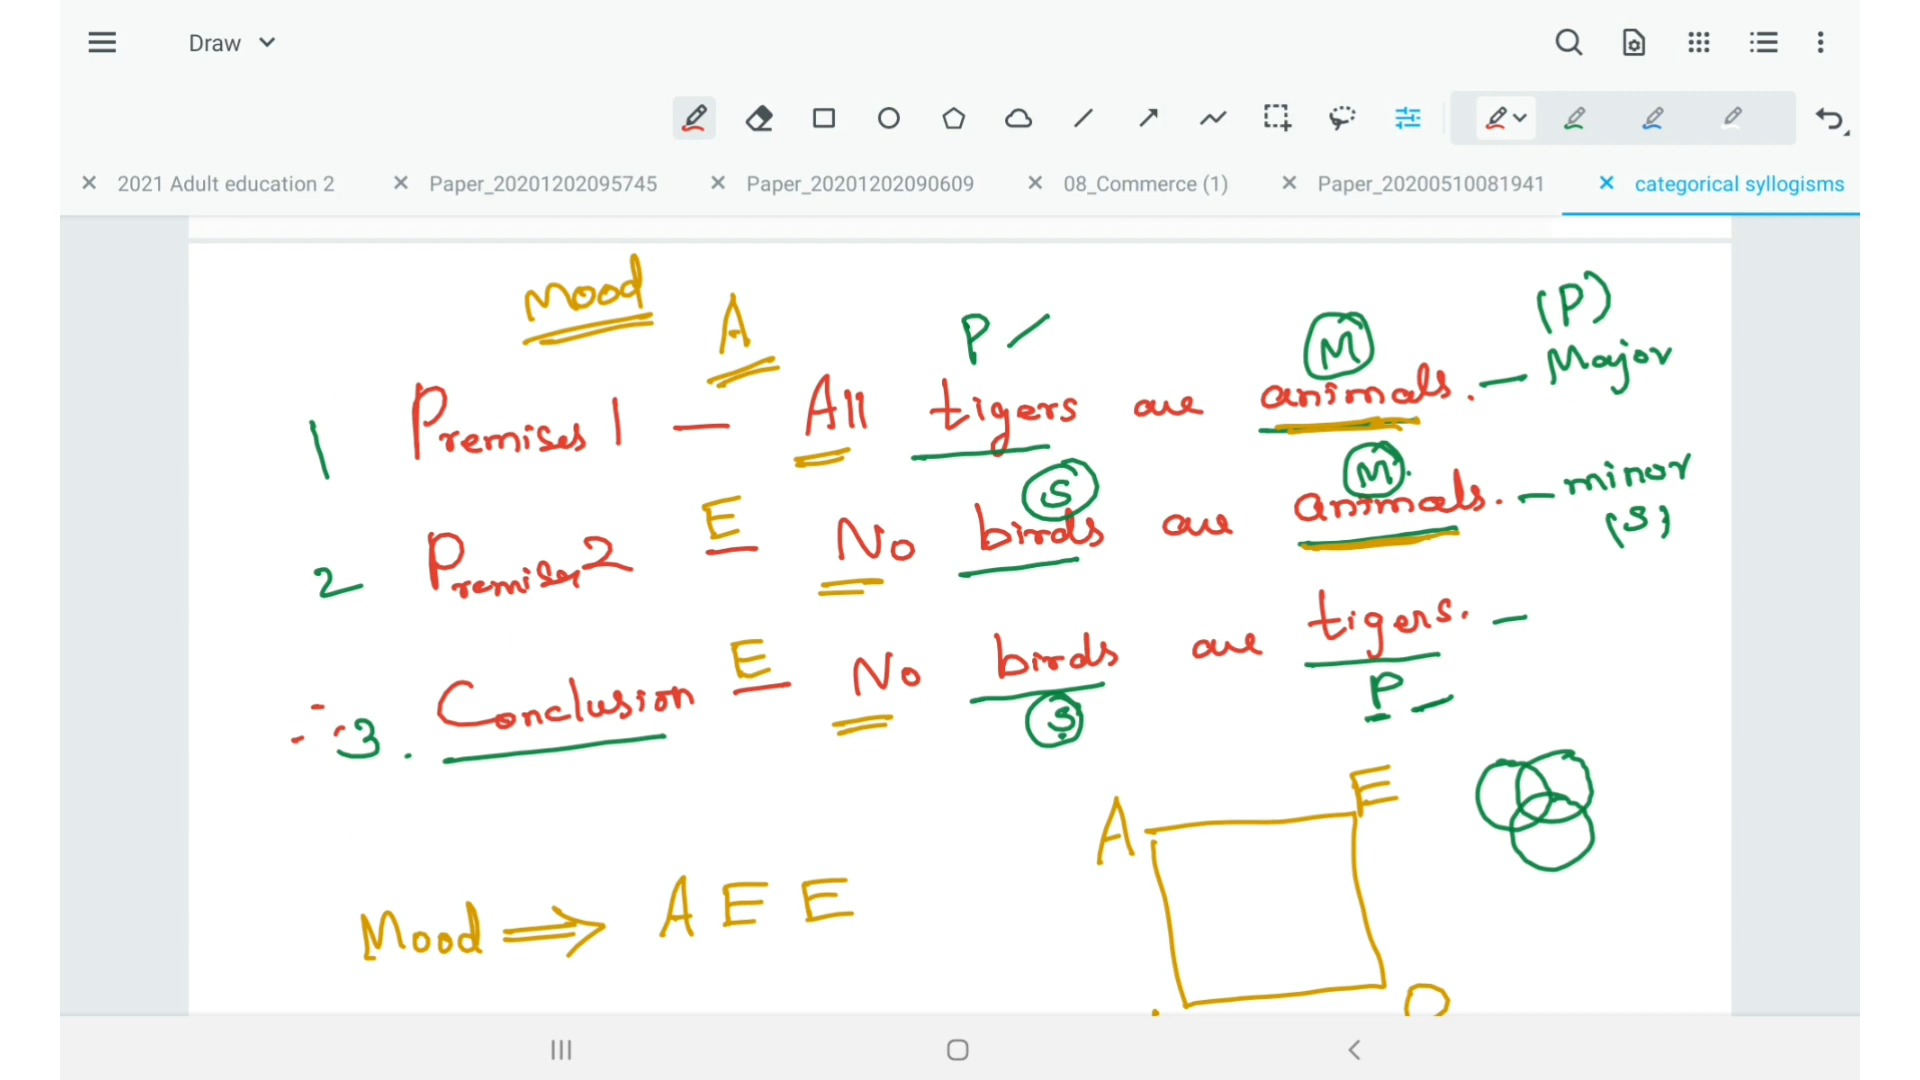 Draw
2021 Adult education 2 Paper_20201202095745 Paper_20201202090609 08_Commerce (1) Paper_20200510081941 categorical syllogisms
Mood A P M (P)
1 Premises 1 — All tigers are animals. — Major
E S M
2 Premises 2 No birds are animals. — minor
(S)
∴ 3. Conclusion E No birds are tigers. —
S P —
A E
Mood ⇒ A E E
O